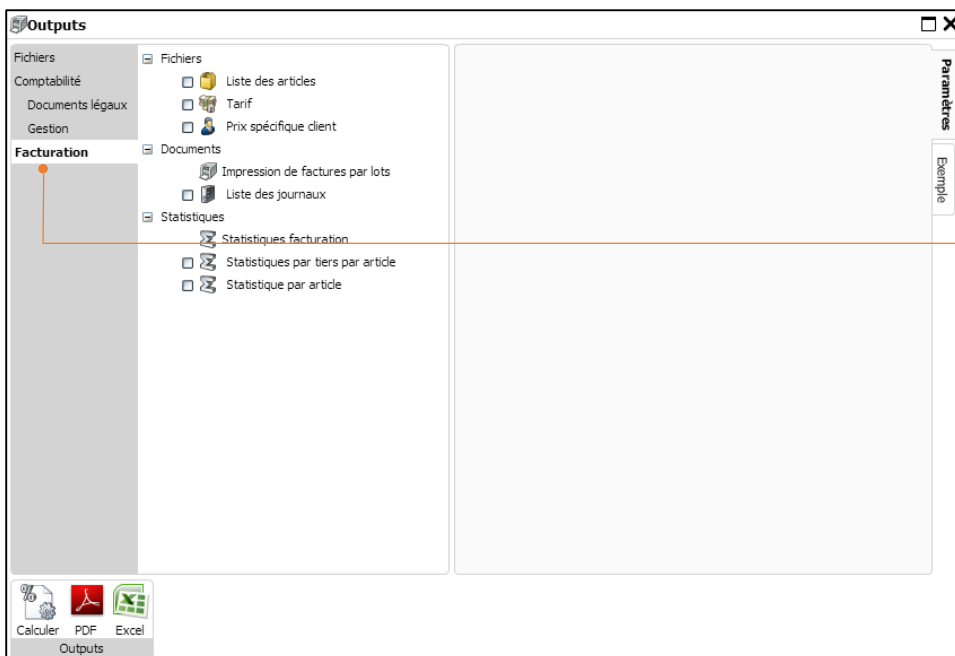 Outputs
Fichiers
Comptabilité
Documents légaux
Gestion
Facturation
Fichiers
Liste des articles
Tarif
Prix spécifique client
Documents
Impression de factures par lots
Liste des journaux
Statistiques
Statistiques facturation
Statistiques par tiers par article
Statistique par article
Paramètres
Exemple
Calculer PDF Excel
Outputs